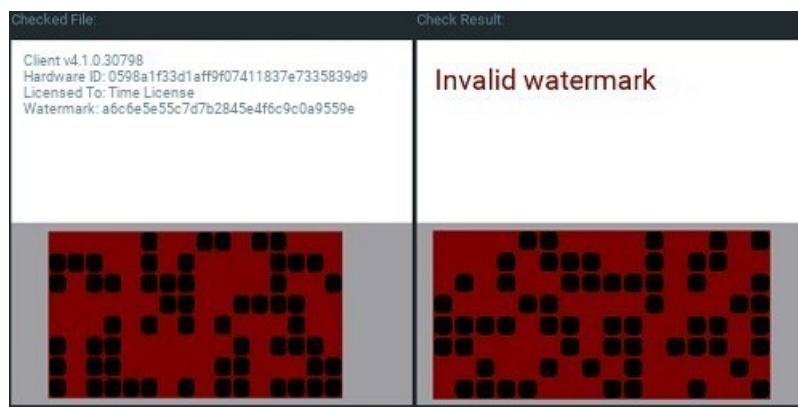 Checked File:
Check Result:
Client v4.1.0.30798
Hardware ID: 0598a1f33d1aff9f07411837e7335839d9
Licensed To: Time License
Watermark: a6c6e5e55c7d7b2845e4f6c9c0a9559e
Invalid watermark